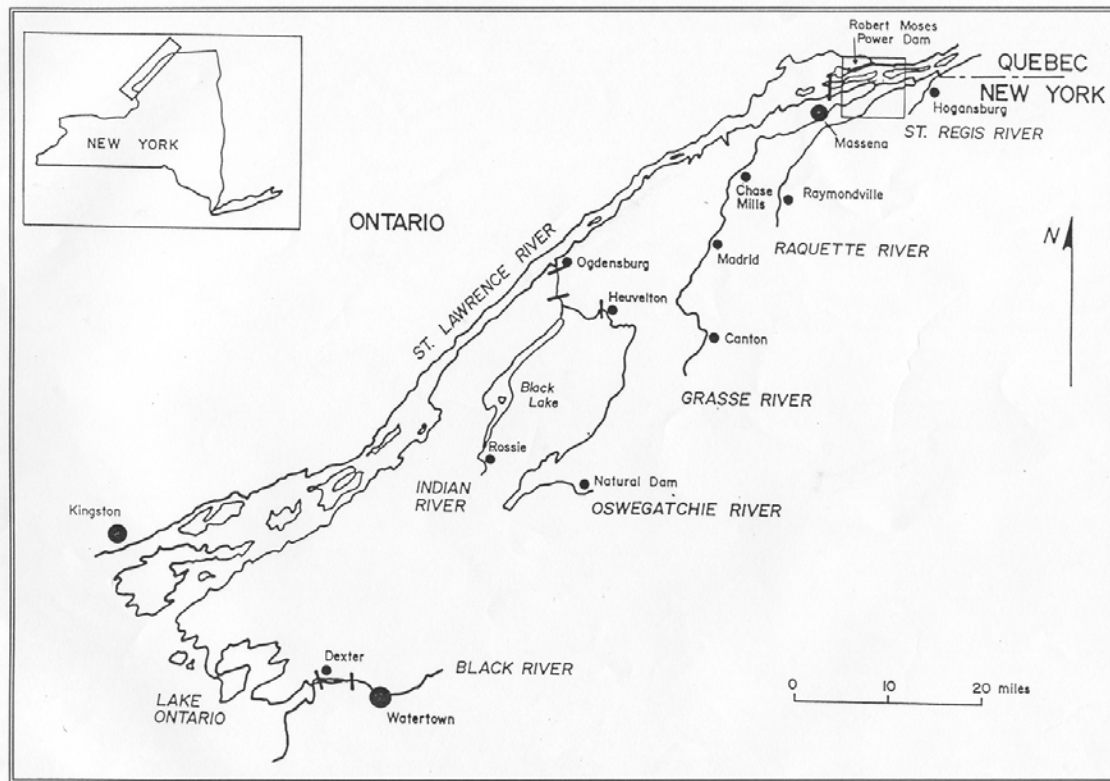 NEW YORK
Robert Moses
Power Dam
QUEBEC
NEW YORK
Hogansburg
ST. REGIS RIVER
Massena
Chase
Mills
Raymondville
RAQUETTE RIVER
N
ONTARIO
Madrid
ST. LAWRENCE RIVER
Ogdensburg
Heuvelton
Canton
GRASSE RIVER
Black
Lake
Rossie
INDIAN
RIVER
Natural Dam
OSWEGATCHIE RIVER
Kingston
Dexter
BLACK RIVER
LAKE
ONTARIO
Watertown
0 10 20 miles